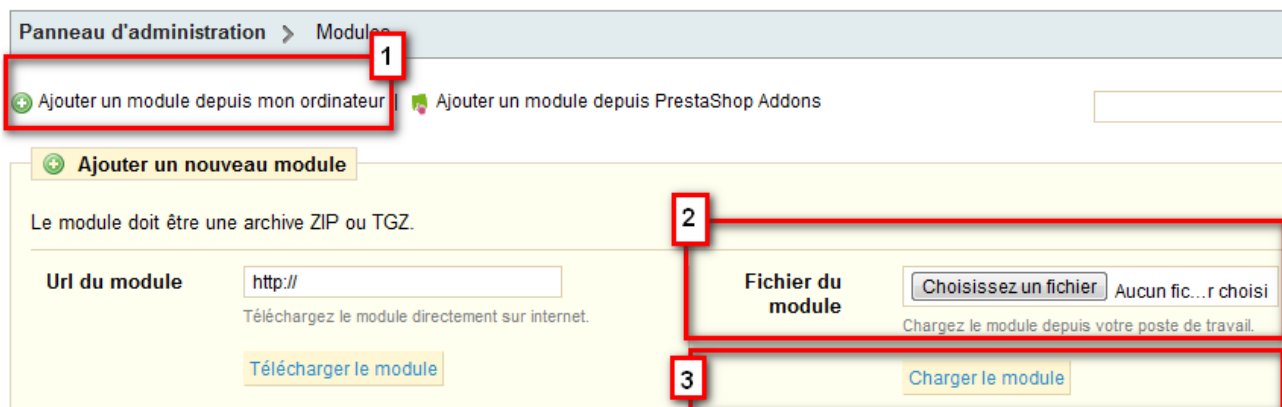 Panneau d'administration > Modules
1
Ajouter un module depuis mon ordinateur | Ajouter un module depuis PrestaShop Addons
Ajouter un nouveau module
Le module doit être une archive ZIP ou TGZ.
2
Url du module
http://
Téléchargez le module directement sur internet.
Télécharger le module
Fichier du
module
Choisissez un fichier Aucun fic...r choisi
Chargez le module depuis votre poste de travail.
3
Charger le module